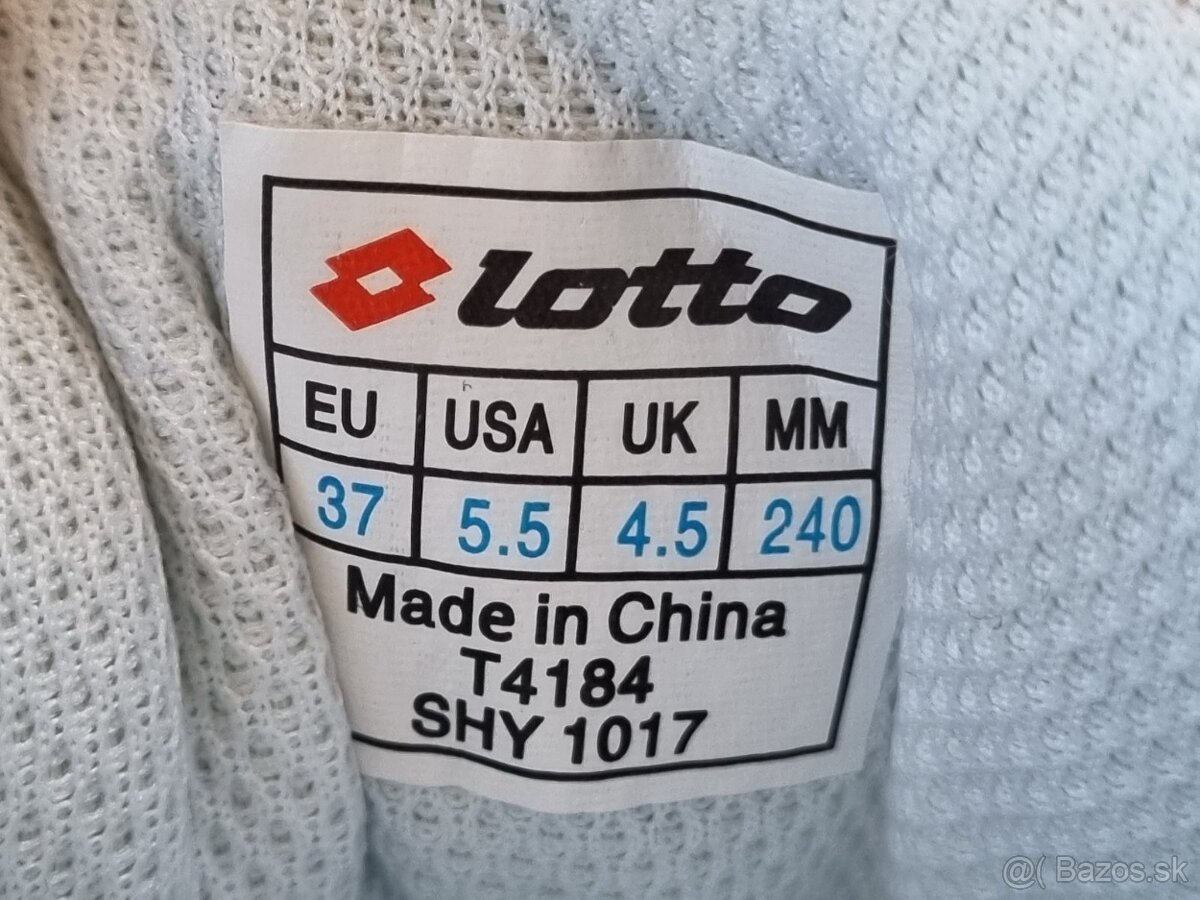 lotto
EU USA UK MM
37 5.5 4.5 240
Made in China
T4184
SHY 1017
@( Bazos.sk